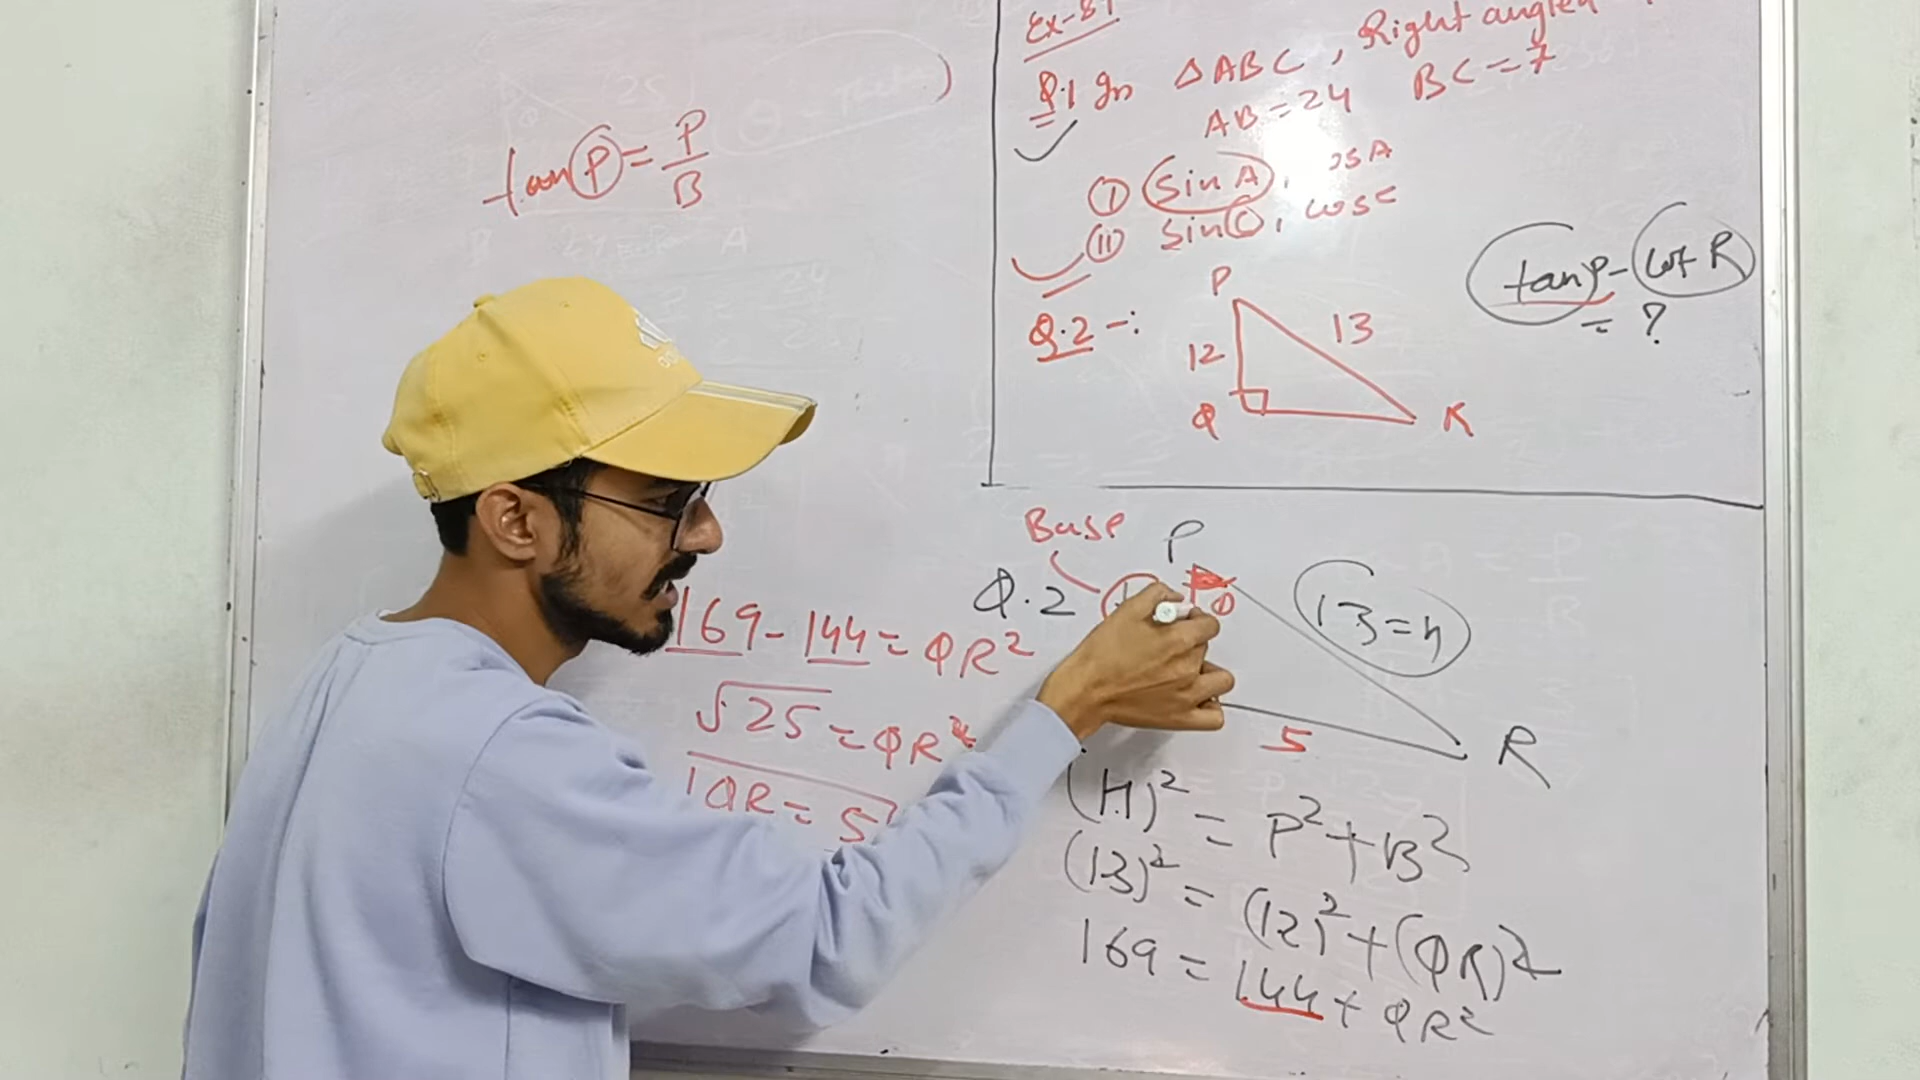 tan P = P/B
Ex-8.1
Q.1 In △ABC, Right angled
AB = 24 BC = 7
(i) sin A,
(ii) sin C, cos C
Q.2 -:
P
12
13
Q
R
tan P - cot R
= ?
Base
P
Q.2
θ
13 = H
5
R
169 - 144 = QR²
√25 = QR
QR = 5
(H)² = P² + B²
(13)² = (12)² + (QR)²
169 = 144 + QR²